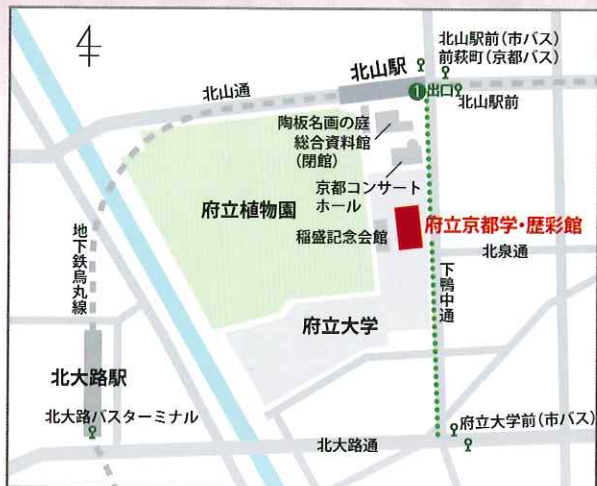 北山駅前(市バス)
前萩町(京都バス)
北山駅
❶出口
北山駅前
北山通
陶板名画の庭
総合資料館
(閉館)
京都コンサート
ホール
府立植物園
府立京都学・歴彩館
稲盛記念会館
北泉通
地下鉄烏丸線
下鴨中通
府立大学
北大路駅
北大路バスターミナル
府立大学前(市バス)
北大路通